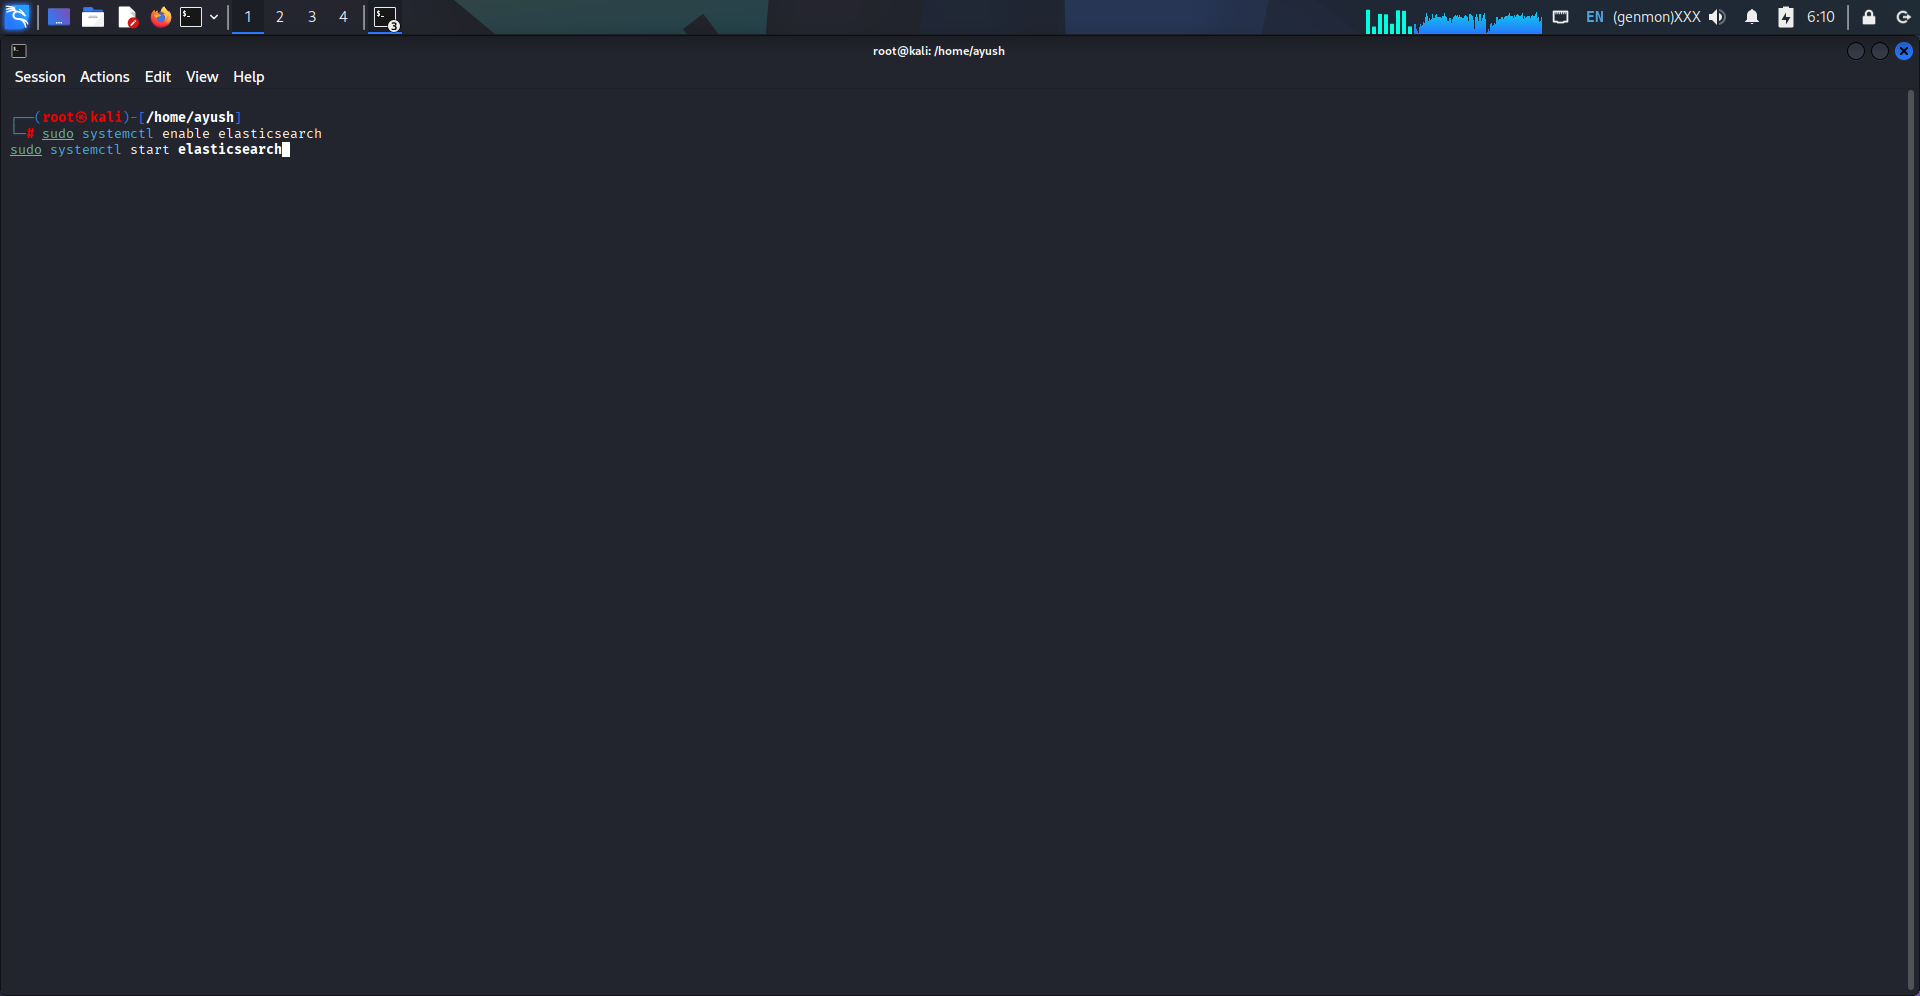 1 2 3 4 3 EN (genmon)XXX 6:10
root@kali: /home/ayush
Session Actions Edit View Help
┌──(root㉿kali)-[/home/ayush]
└─# sudo systemctl enable elasticsearch
sudo systemctl start elasticsearch